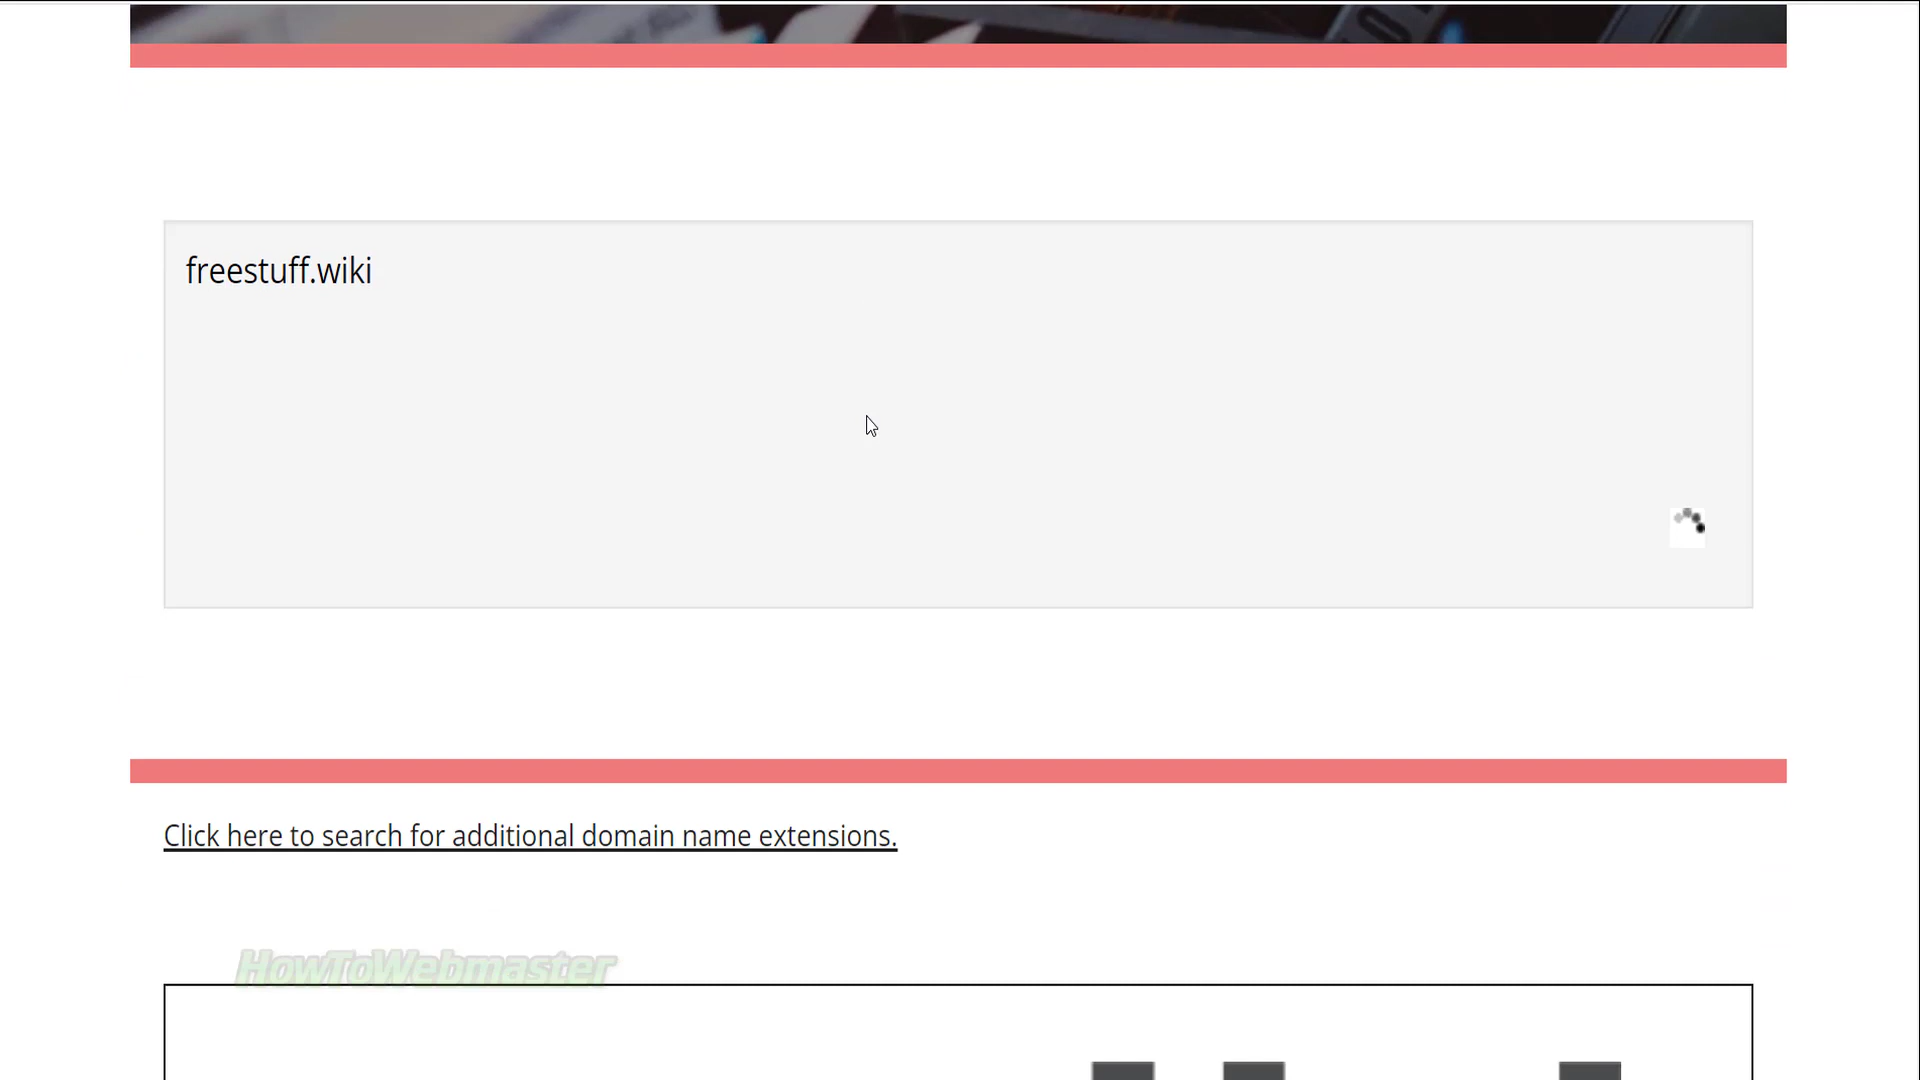 freestuff.wiki
Click here to search for additional domain name extensions.
HowToWebmaster